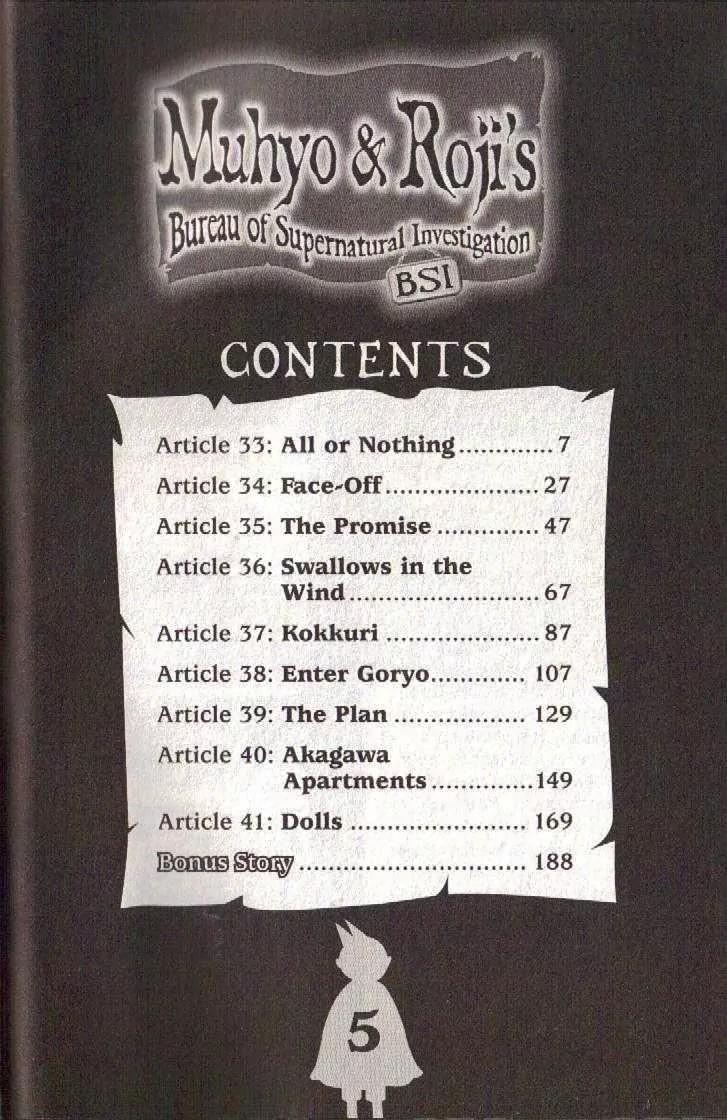 Muhyo & Roji's
Bureau of Supernatural Investigation
BSI
CONTENTS
Article 33: All or Nothing.............7
Article 34: Face-Off.....................27
Article 35: The Promise..............47
Article 36: Swallows in the
Wind..........................67
Article 37: Kokkuri.....................87
Article 38: Enter Goryo.............107
Article 39: The Plan..................129
Article 40: Akagawa
Apartments..............149
Article 41: Dolls........................169
Bonus Story...............................188
5